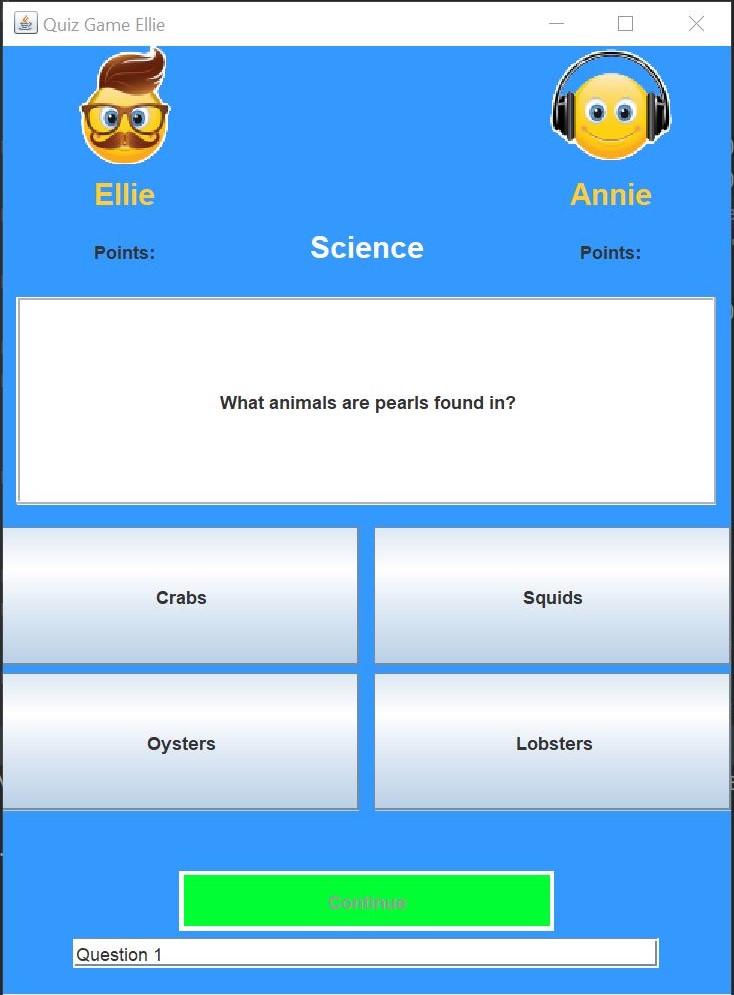 Quiz Game Ellie
Ellie
Annie
Points:
Science
Points:
What animals are pearls found in?
Crabs
Squids
Oysters
Lobsters
Continue
Question 1